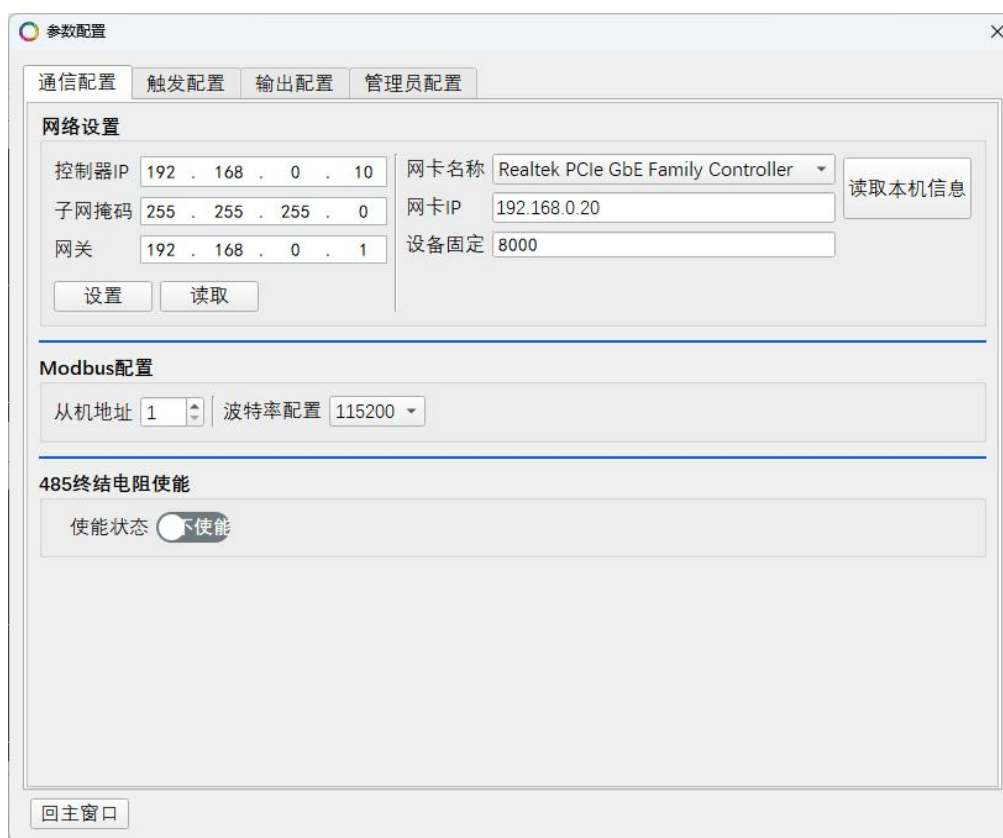 参数配置
通信配置 触发配置 输出配置 管理员配置
网络设置
控制器IP 192 . 168 . 0 . 10 网卡名称 Realtek PCIe GbE Family Controller 读取本机信息
子网掩码 255 . 255 . 255 . 0 网卡IP 192.168.0.20
网关 192 . 168 . 0 . 1 设备固定 8000
设置 读取
Modbus配置
从机地址 1 波特率配置 115200
485终结电阻使能
使能状态 不使能
回主窗口